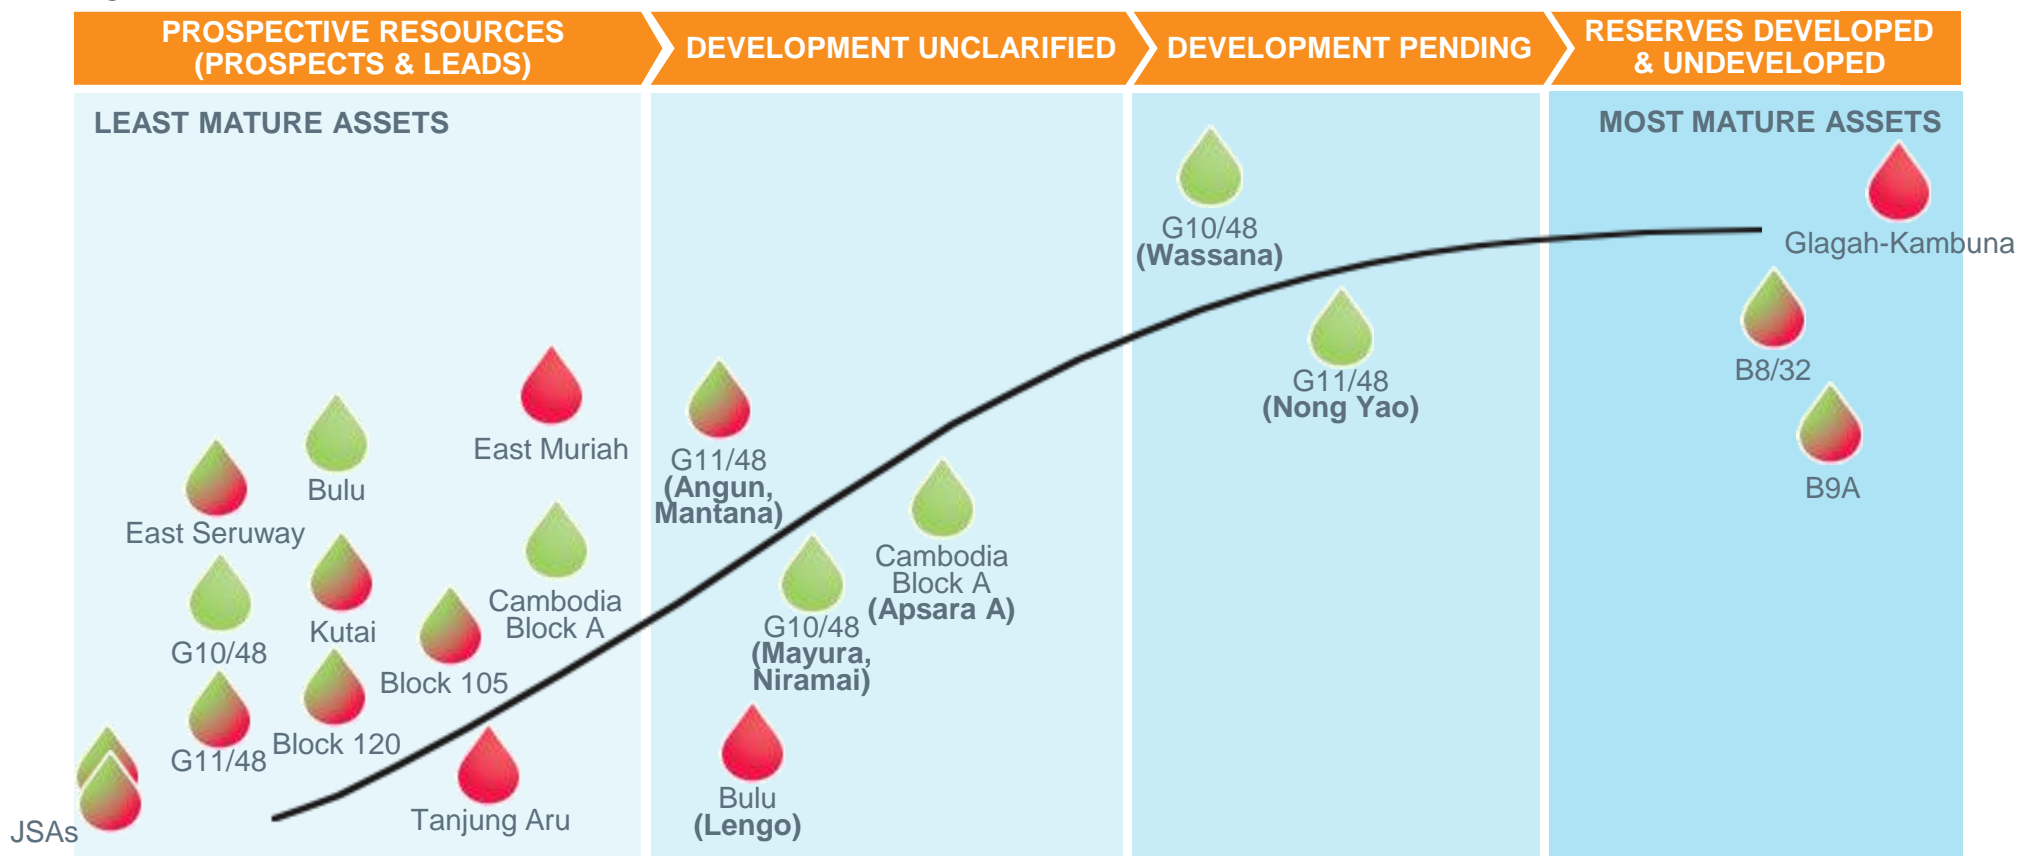 PROSPECTIVE RESOURCES
(PROSPECTS & LEADS)
DEVELOPMENT UNCLARIFIED
DEVELOPMENT PENDING
RESERVES DEVELOPED
& UNDEVELOPED
LEAST MATURE ASSETS
MOST MATURE ASSETS
East Muriah
Bulu
East Seruway
Cambodia
Block A
Kutai
G10/48
Block 105
Block 120
G11/48
Tanjung Aru
JSAs
G11/48
(Angun,
Mantana)
Cambodia
Block A
(Apsara A)
G10/48
(Mayura,
Niramai)
Bulu
(Lengo)
G10/48
(Wassana)
G11/48
(Nong Yao)
Glagah-Kambuna
B8/32
B9A